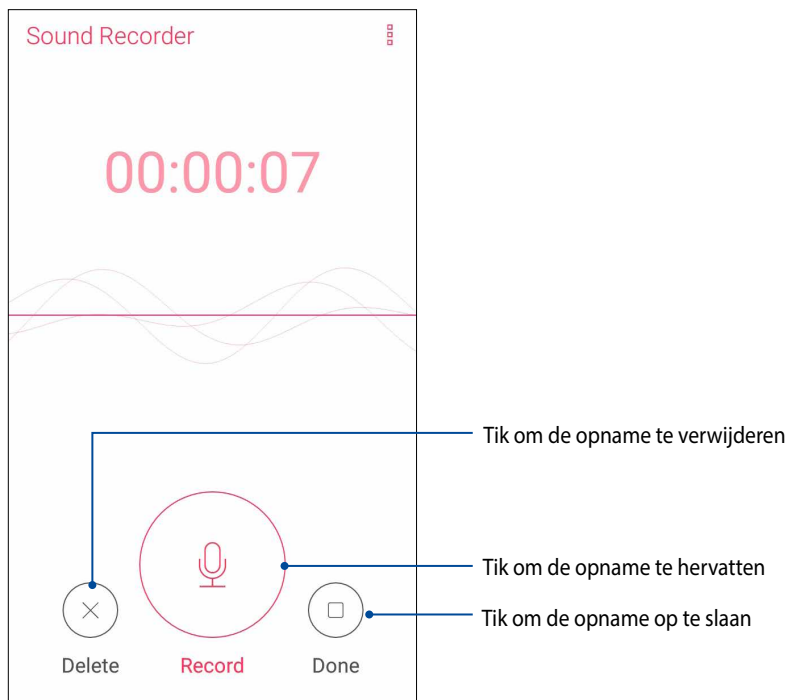 Sound Recorder
00:00:07
Tik om de opname te verwijderen
Tik om de opname te hervatten
Tik om de opname op te slaan
Delete Record Done